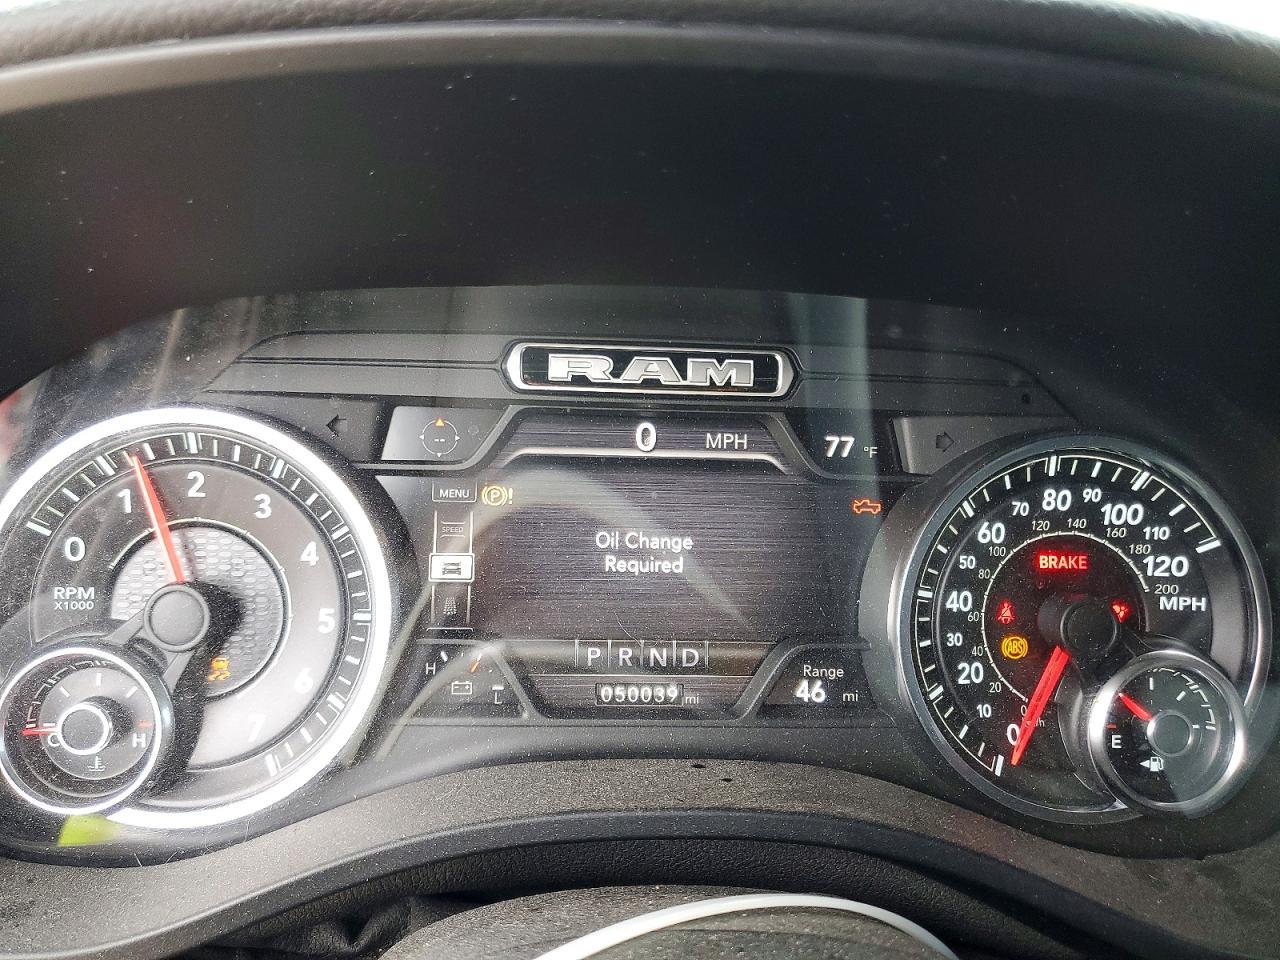 RAM
0 MPH
77 °F
MENU
P !
SPEED
Oil Change
Required
P R N D
050039 mi
Range
46 mi
H
L
0
1
2
3
4
5
6
7
RPM
X1000
C
H
0
10
20
30
40
50
60
70
80
90
100
110
120
MPH
0
20
40
60
80
100
120
140
160
180
200
BRAKE
ABS
E